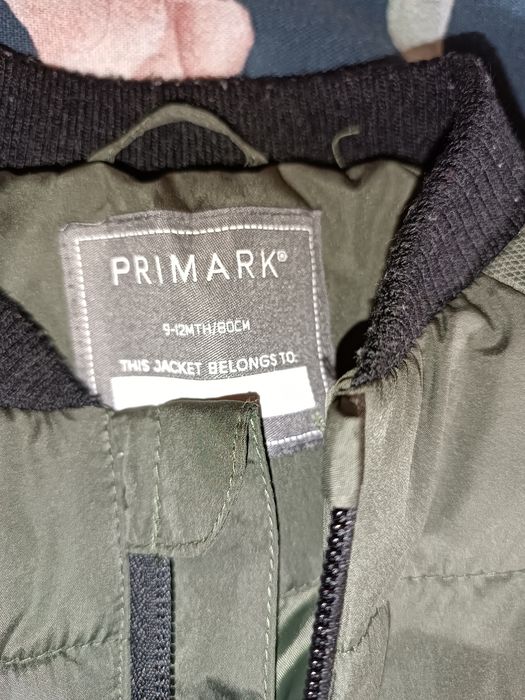 PRIMARK®
9-12MTH/80CM
THIS JACKET BELONGS TO: